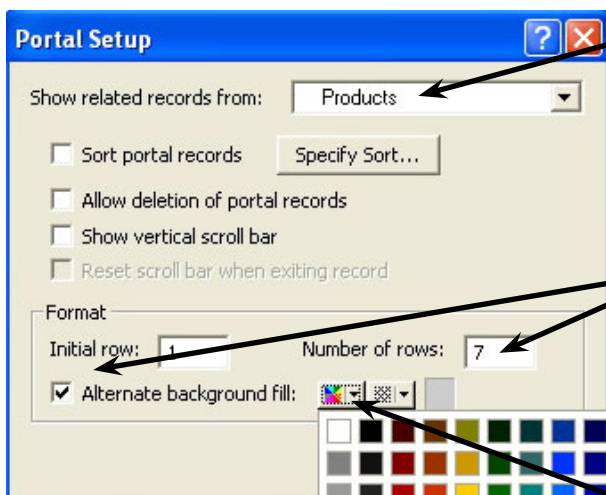 Portal Setup
Show related records from: Products
Sort portal records Specify Sort...
Allow deletion of portal records
Show vertical scroll bar
Reset scroll bar when exiting record
Format
Initial row: 1 Number of rows: 7
Alternate background fill: